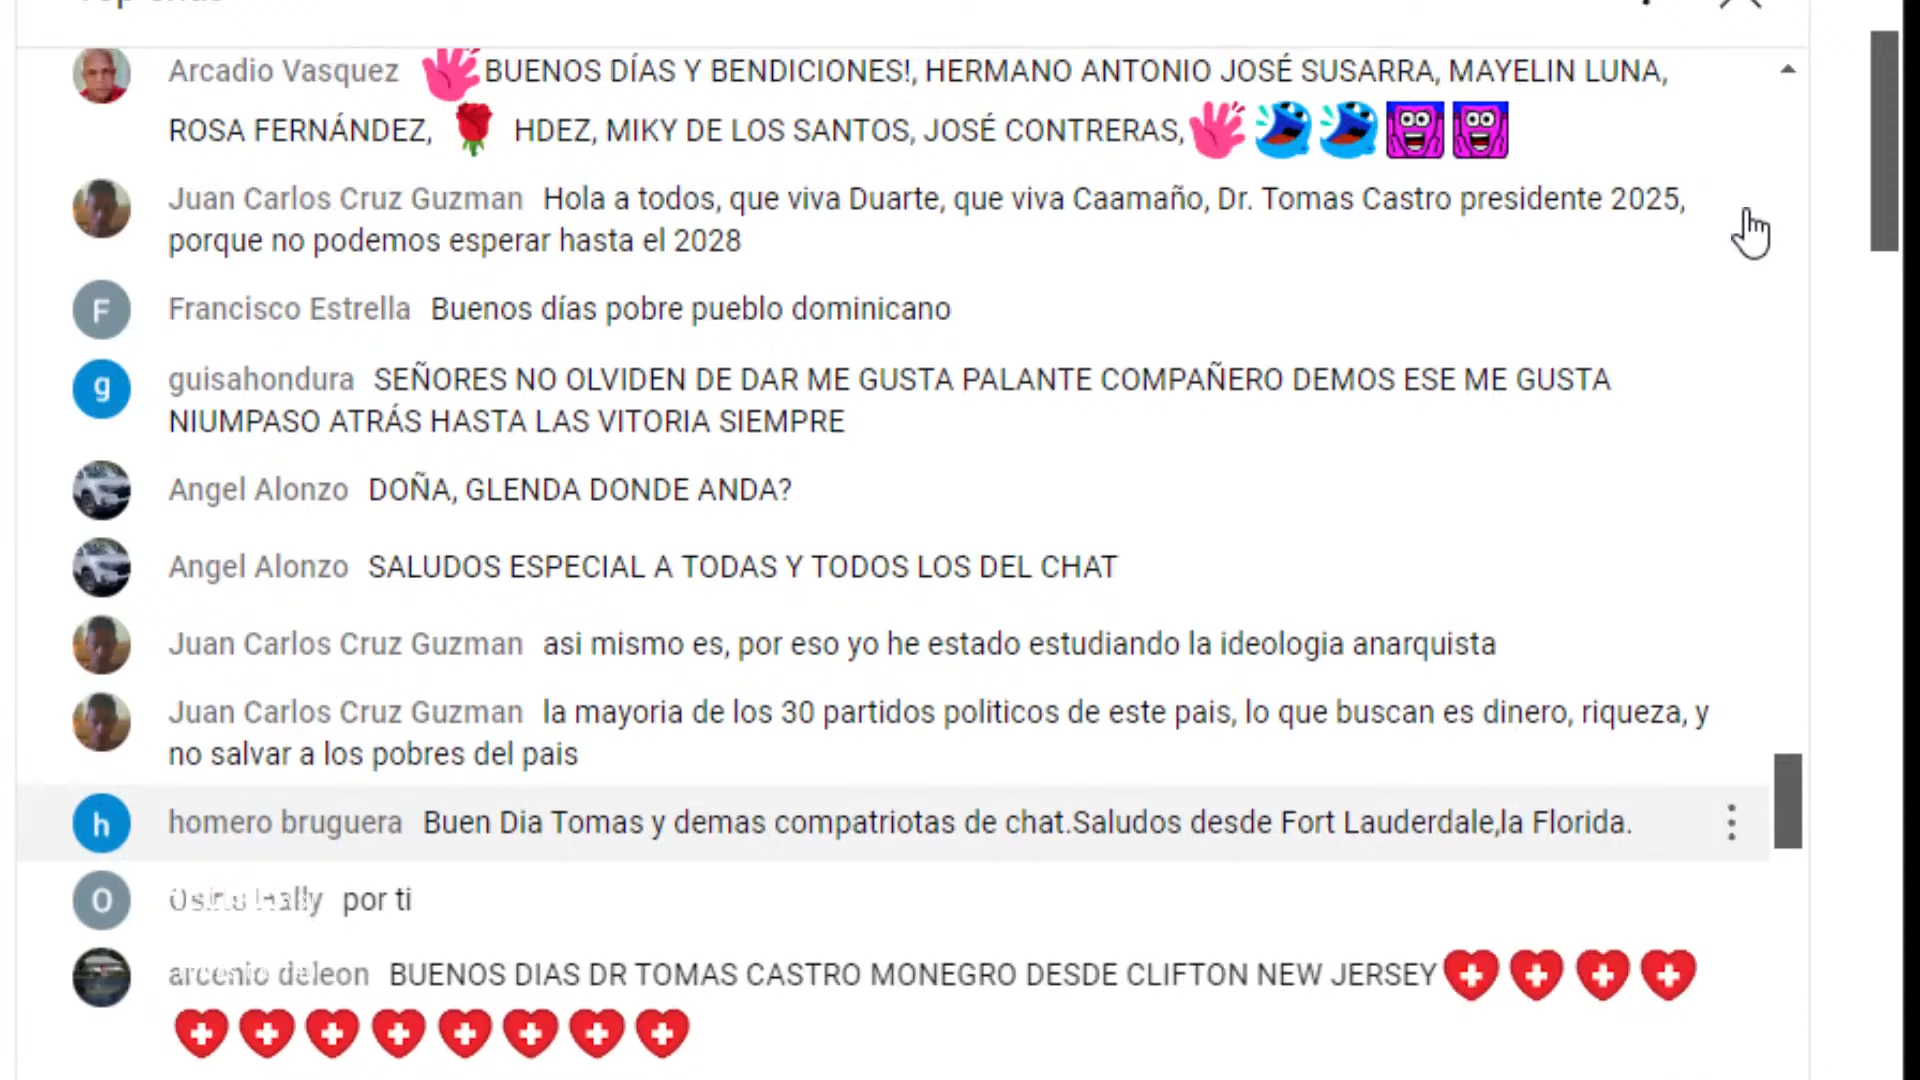 Arcadio Vasquez BUENOS DÍAS Y BENDICIONES!, HERMANO ANTONIO JOSÉ SUSARRA, MAYELIN LUNA,
ROSA FERNÁNDEZ, HDEZ, MIKY DE LOS SANTOS, JOSÉ CONTRERAS,
Juan Carlos Cruz Guzman Hola a todos, que viva Duarte, que viva Caamaño, Dr. Tomas Castro presidente 2025,
porque no podemos esperar hasta el 2028
F Francisco Estrella Buenos días pobre pueblo dominicano
g guisahondura SEÑORES NO OLVIDEN DE DAR ME GUSTA PALANTE COMPAÑERO DEMOS ESE ME GUSTA
NIUMPASO ATRÁS HASTA LAS VITORIA SIEMPRE
Angel Alonzo DOÑA, GLENDA DONDE ANDA?
Angel Alonzo SALUDOS ESPECIAL A TODAS Y TODOS LOS DEL CHAT
Juan Carlos Cruz Guzman asi mismo es, por eso yo he estado estudiando la ideologia anarquista
Juan Carlos Cruz Guzman la mayoria de los 30 partidos politicos de este pais, lo que buscan es dinero, riqueza, y
no salvar a los pobres del pais
h homero bruguera Buen Dia Tomas y demas compatriotas de chat.Saludos desde Fort Lauderdale,la Florida.
O por ti
arcenio deleon BUENOS DIAS DR TOMAS CASTRO MONEGRO DESDE CLIFTON NEW JERSEY